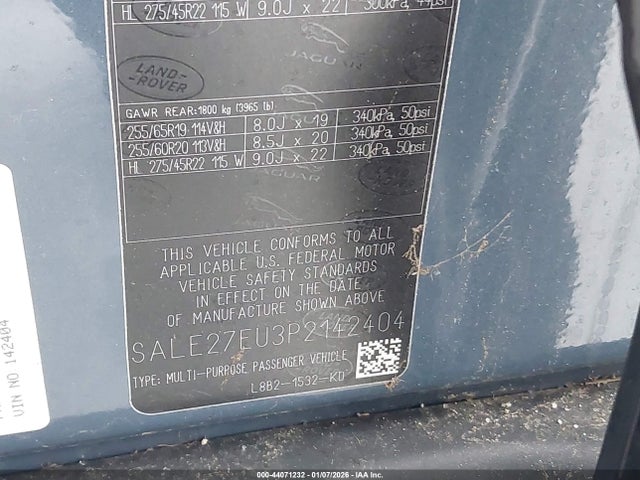 HL 275/45R22 115 W 9.0J x 22 300kPa, 44psi
LAND-ROVER
JAGUAR
GAWR REAR:1800 kg (3965 lb)
255/65R19 114V&H 8.0J x 19 340kPa, 50psi
255/60R20 113V&H 8.5J x 20 340kPa, 50psi
HL 275/45R22 115 W 9.0J x 22 340kPa, 50psi
THIS VEHICLE CONFORMS TO ALL
APPLICABLE U.S. FEDERAL MOTOR
VEHICLE SAFETY STANDARDS
IN EFFECT ON THE DATE
OF MANUFACTURE SHOWN ABOVE
SALE27EU3P2142404
TYPE: MULTI-PURPOSE PASSENGER VEHICLE
L8B2-1532-KD
VIN NO 142404
000-44071232 - 01/07/2026 - IAAI.COM